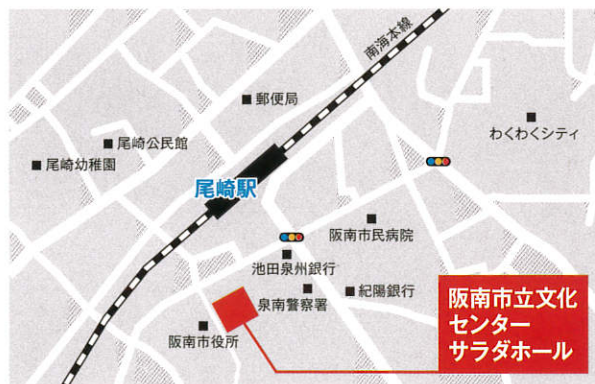 南海本線
郵便局
わくわくシティ
尾崎公民館
尾崎幼稚園
尾崎駅
阪南市民病院
池田泉州銀行
泉南警察署
紀陽銀行
阪南市役所
阪南市立文化
センター
サラダホール